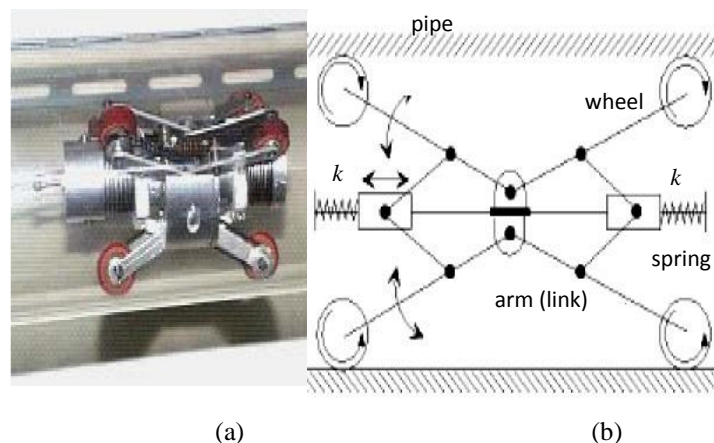 pipe
wheel
k
k
spring
arm (link)
(a)
(b)